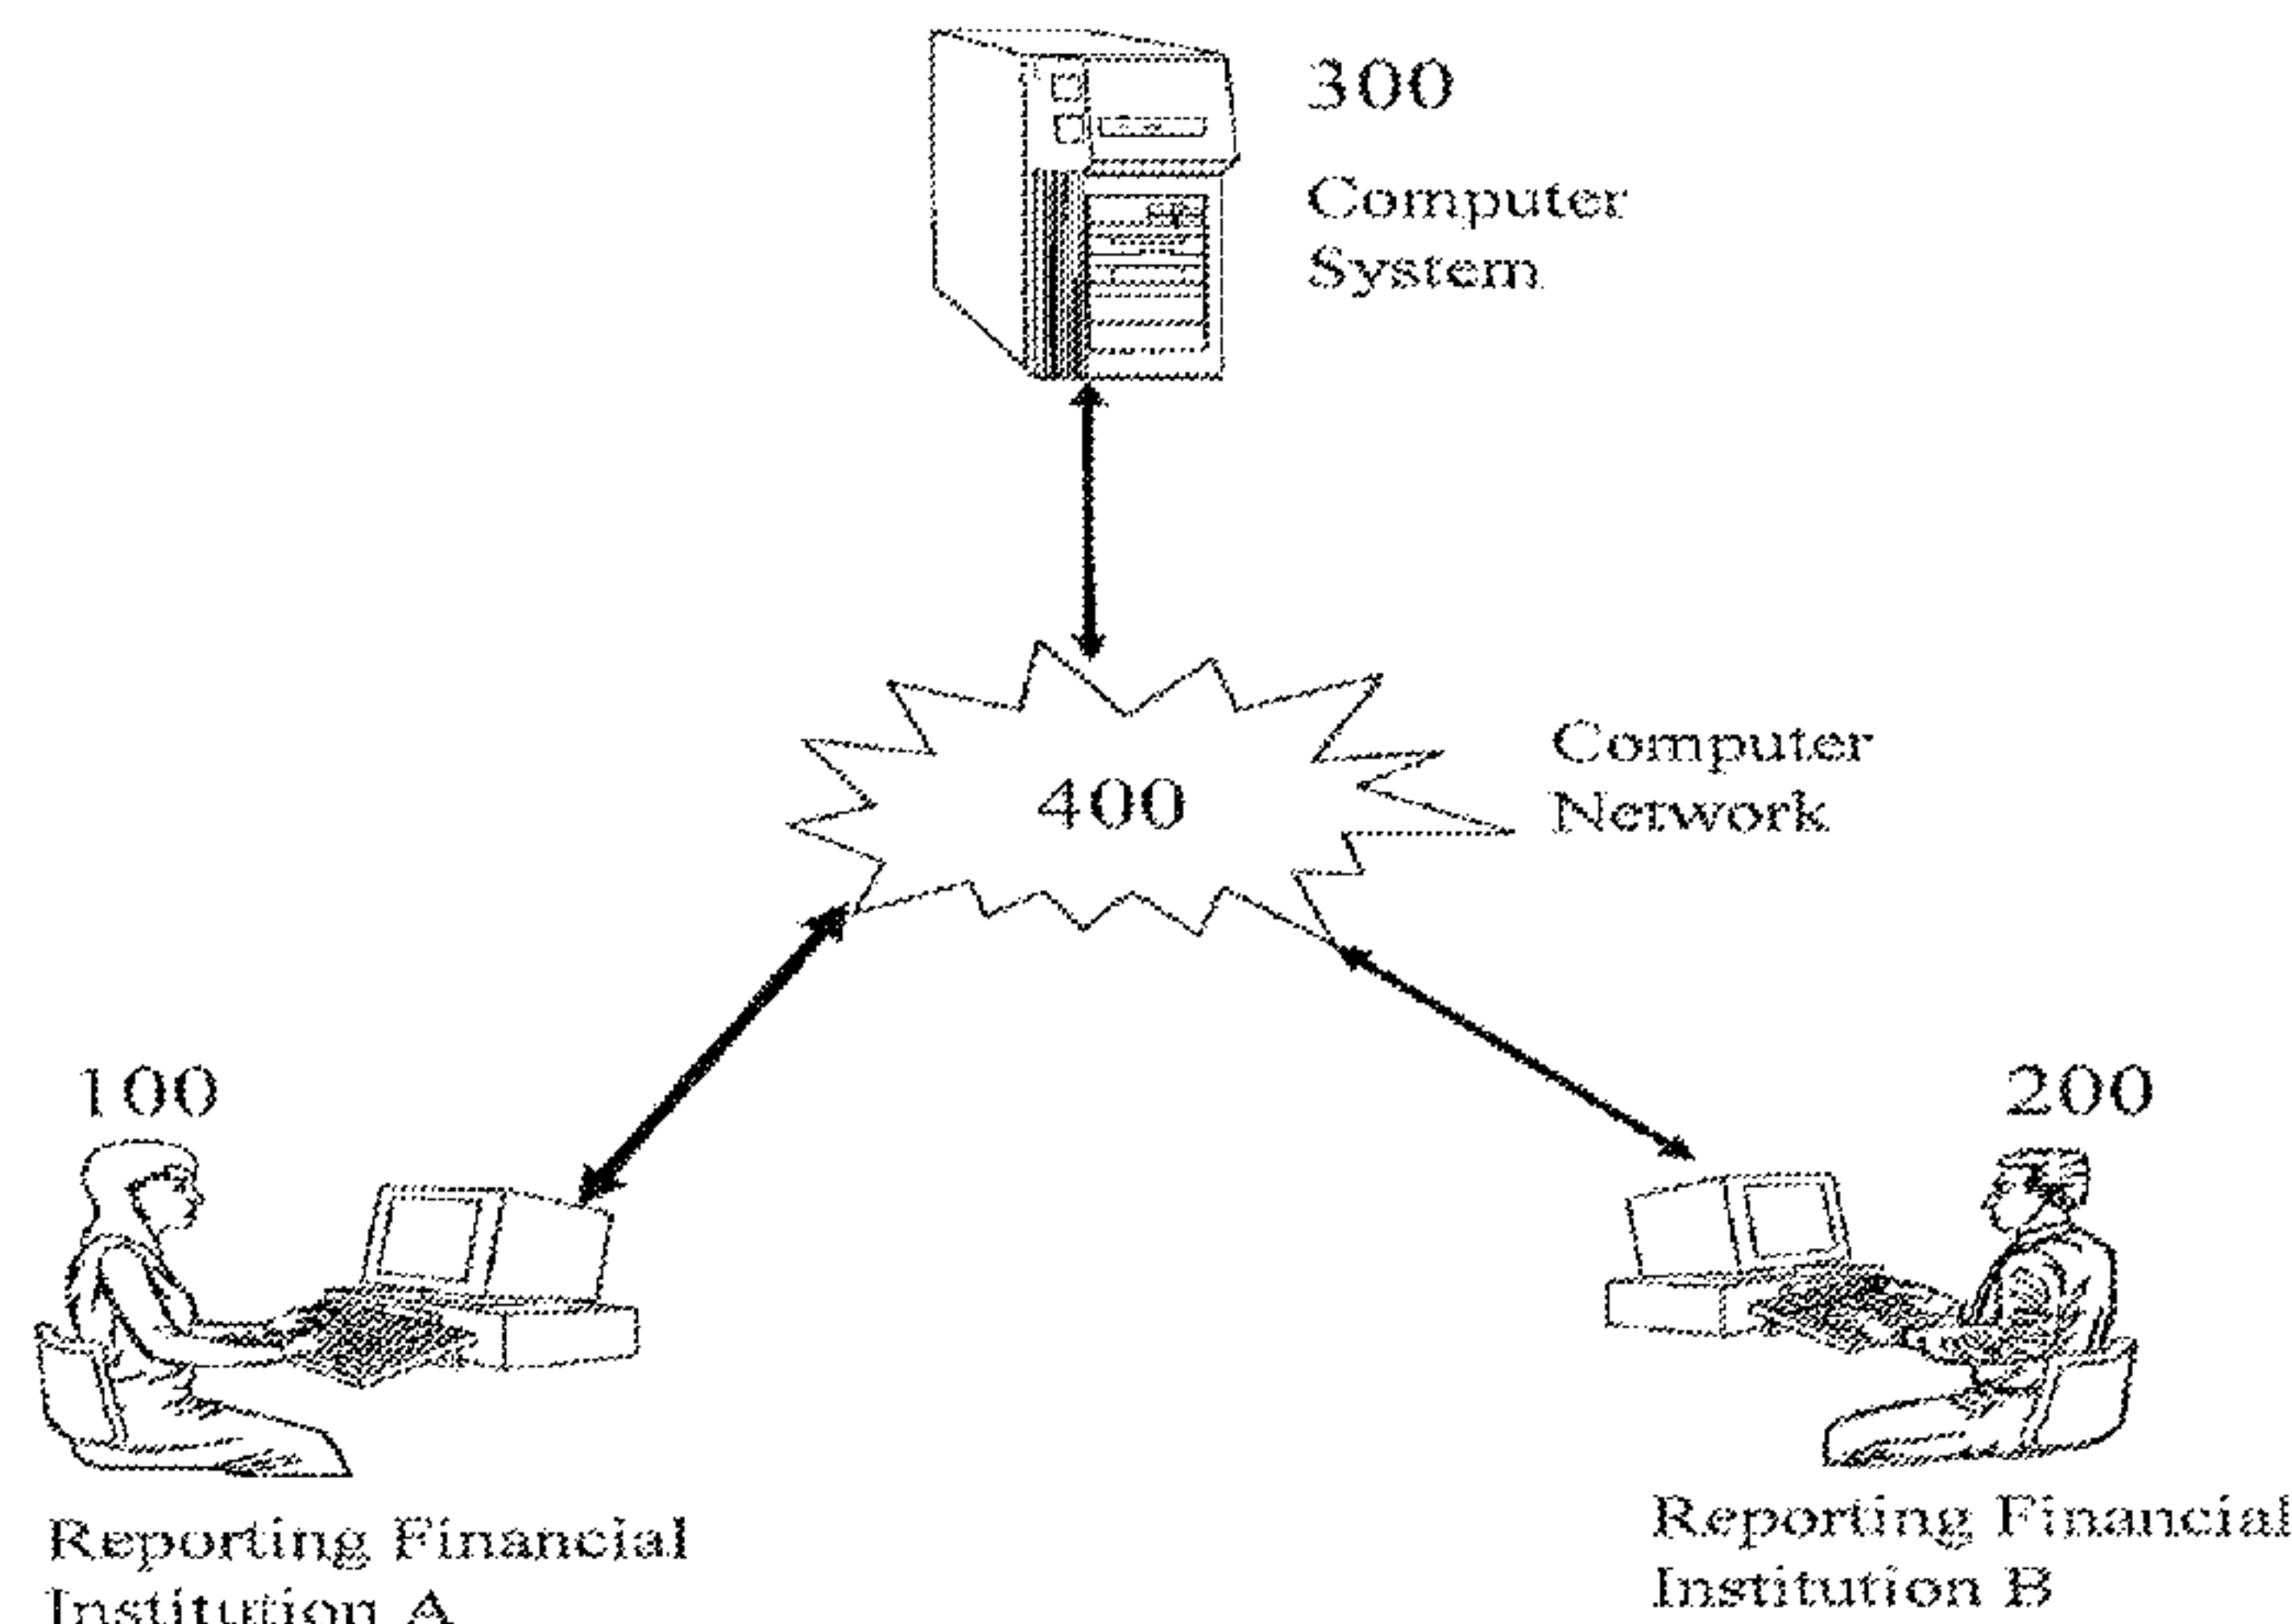 300
Computer
System
400
Computer
Network
100
200
Reporting Financial
Institution A
Reporting Financial
Institution B